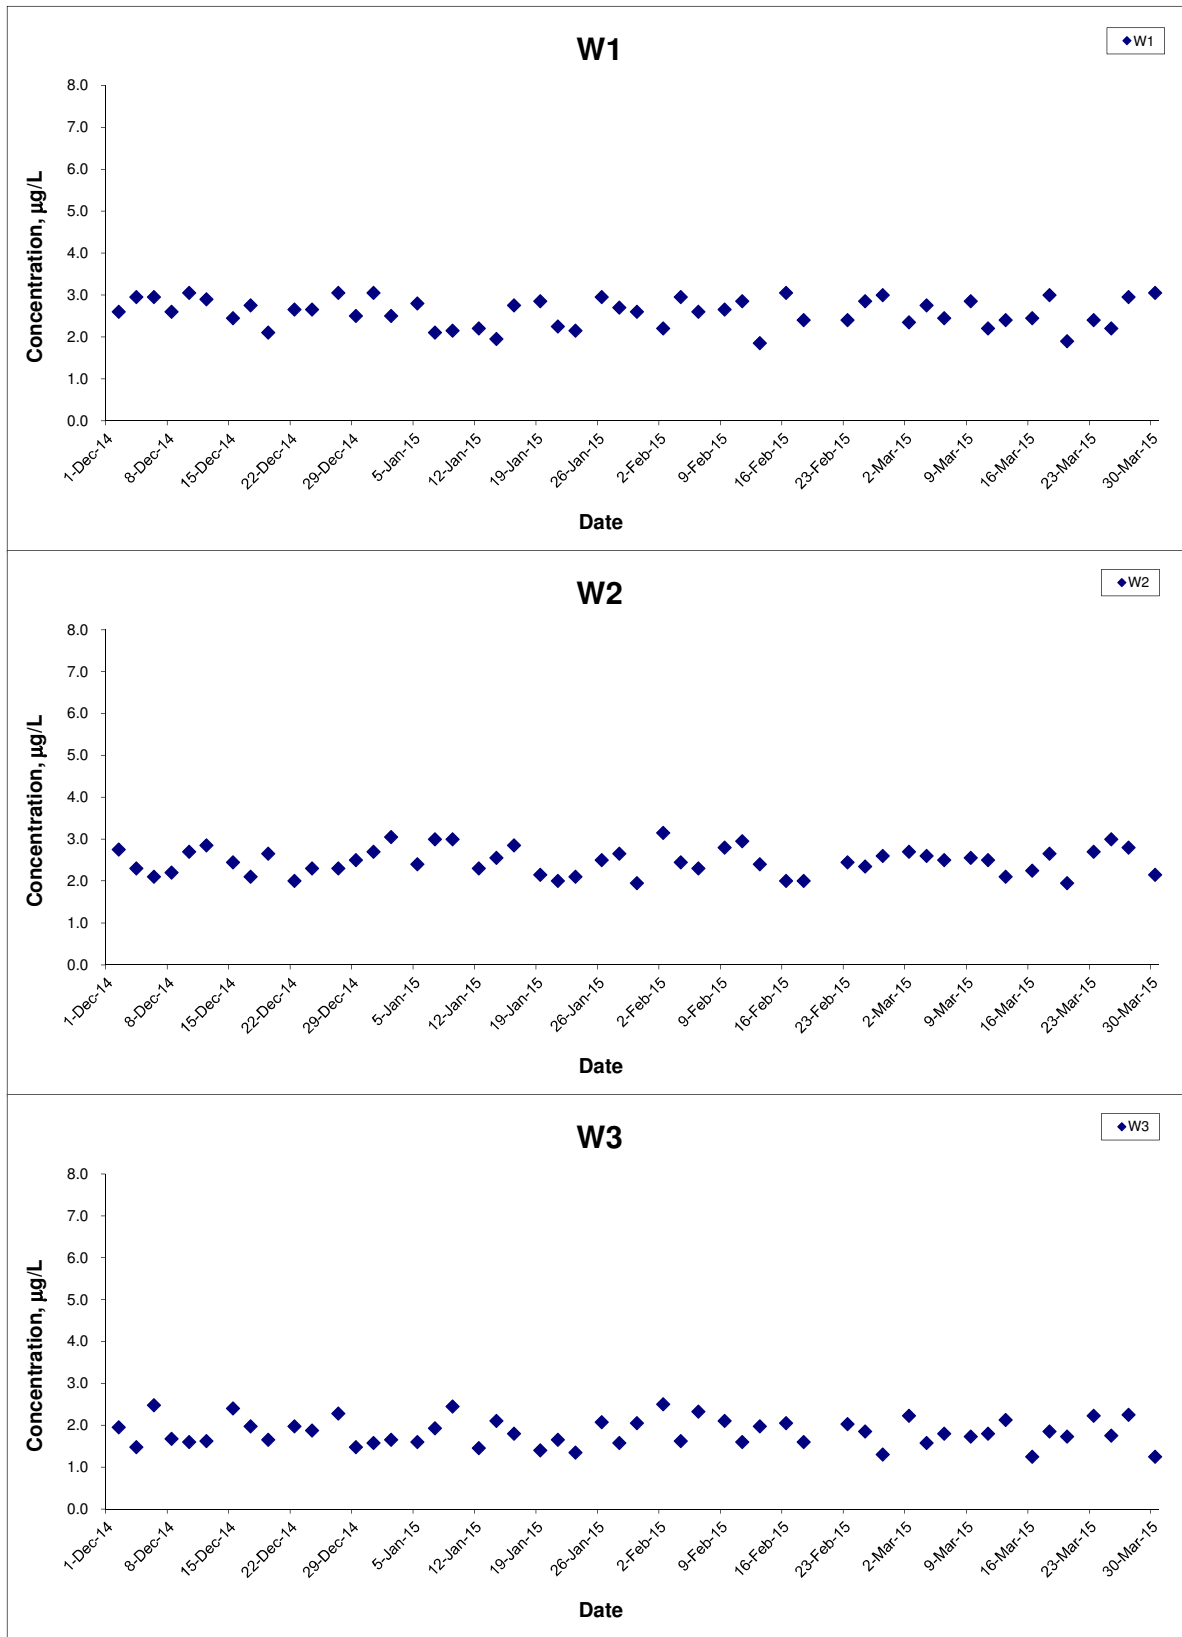 W1
W1
8.0
7.0
6.0
5.0
4.0
3.0
2.0
1.0
0.0
Concentration, µg/L
1-Dec-14
8-Dec-14
15-Dec-14
22-Dec-14
29-Dec-14
5-Jan-15
12-Jan-15
19-Jan-15
26-Jan-15
2-Feb-15
9-Feb-15
16-Feb-15
23-Feb-15
2-Mar-15
9-Mar-15
16-Mar-15
23-Mar-15
30-Mar-15
Date
W2
W2
8.0
7.0
6.0
5.0
4.0
3.0
2.0
1.0
0.0
Concentration, µg/L
1-Dec-14
8-Dec-14
15-Dec-14
22-Dec-14
29-Dec-14
5-Jan-15
12-Jan-15
19-Jan-15
26-Jan-15
2-Feb-15
9-Feb-15
16-Feb-15
23-Feb-15
2-Mar-15
9-Mar-15
16-Mar-15
23-Mar-15
30-Mar-15
Date
W3
W3
8.0
7.0
6.0
5.0
4.0
3.0
2.0
1.0
0.0
Concentration, µg/L
1-Dec-14
8-Dec-14
15-Dec-14
22-Dec-14
29-Dec-14
5-Jan-15
12-Jan-15
19-Jan-15
26-Jan-15
2-Feb-15
9-Feb-15
16-Feb-15
23-Feb-15
2-Mar-15
9-Mar-15
16-Mar-15
23-Mar-15
30-Mar-15
Date